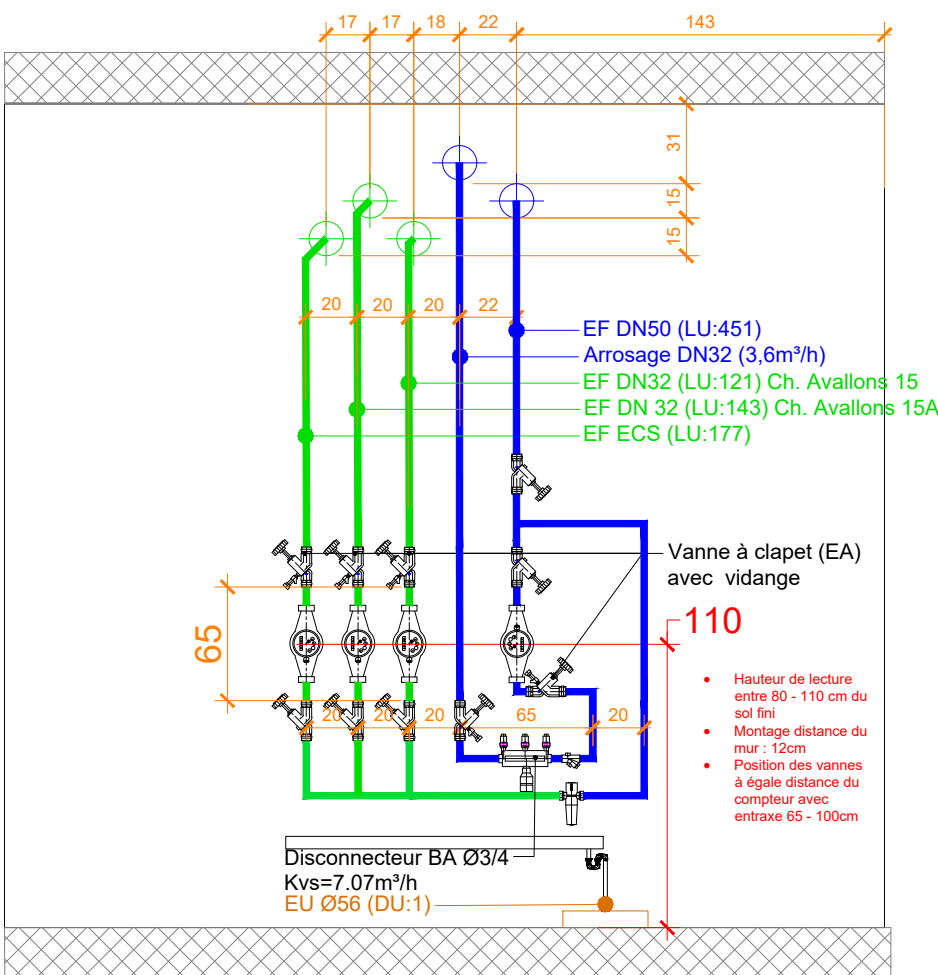 17
17
18
22
143
31
15
15
20
20
20
22
EF DN50 (LU:451)
Arrosage DN32 (3,6m³/h)
EF DN32 (LU:121) Ch. Avallons 15
EF DN 32 (LU:143) Ch. Avallons 15A
EF ECS (LU:177)
Vanne à clapet (EA)
avec vidange
65
110
• Hauteur de lecture
entre 80 - 110 cm du
sol fini
• Montage distance du
mur : 12cm
• Position des vannes
à égale distance du
compteur avec
entraxe 65 - 100cm
20
20
20
65
20
Disconnecteur BA Ø3/4
Kvs=7.07m³/h
EU Ø56 (DU:1)